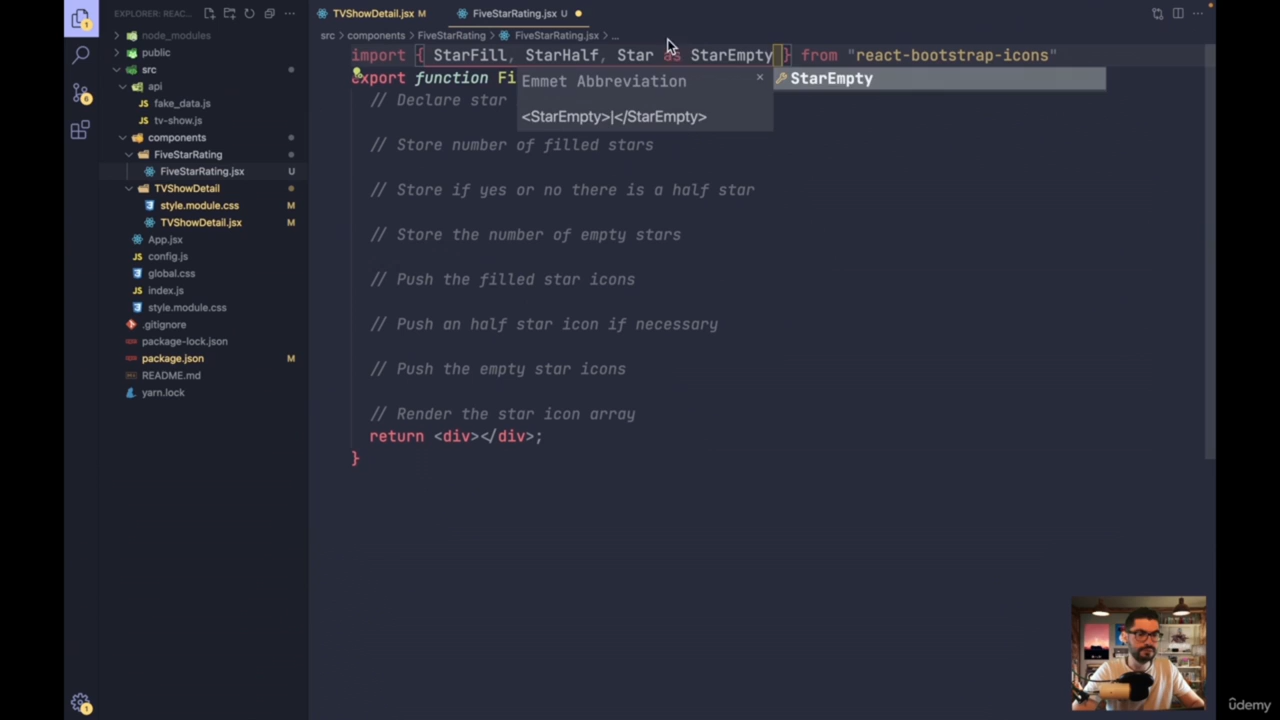 EXPLORER: REAC...
TVShowDetail.jsx M
FiveStarRating.jsx U
src > components > FiveStarRating > FiveStarRating.jsx > ...
node_modules
public
src
api
fake_data.js
tv-show.js
components
FiveStarRating
FiveStarRating.jsx U
TVShowDetail
style.module.css M
TVShowDetail.jsx M
App.jsx
config.js
global.css
index.js
style.module.css
.gitignore
package-lock.json
package.json M
README.md
yarn.lock
1
6
1
import { StarFill, StarHalf, Star as StarEmpty } from "react-bootstrap-icons"
export function Fi
// Declare star
// Store number of filled stars
// Store if yes or no there is a half star
// Store the number of empty stars
// Push the filled star icons
// Push an half star icon if necessary
// Push the empty star icons
// Render the star icon array
return <div></div>;
}
Emmet Abbreviation
<StarEmpty>|</StarEmpty>
StarEmpty
ûdemy